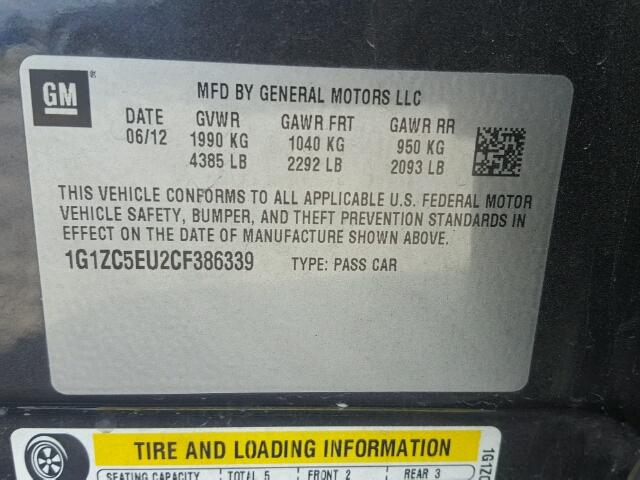 GM
®
MFD BY GENERAL MOTORS LLC
DATE GVWR GAWR FRT GAWR RR
06/12 1990 KG 1040 KG 950 KG
4385 LB 2292 LB 2093 LB
THIS VEHICLE CONFORMS TO ALL APPLICABLE U.S. FEDERAL MOTOR
VEHICLE SAFETY, BUMPER, AND THEFT PREVENTION STANDARDS IN
EFFECT ON THE DATE OF MANUFACTURE SHOWN ABOVE.
1G1ZC5EU2CF386339 TYPE: PASS CAR
TIRE AND LOADING INFORMATION
SEATING CAPACITY TOTAL 5 FRONT 2 REAR 3
1G1ZC